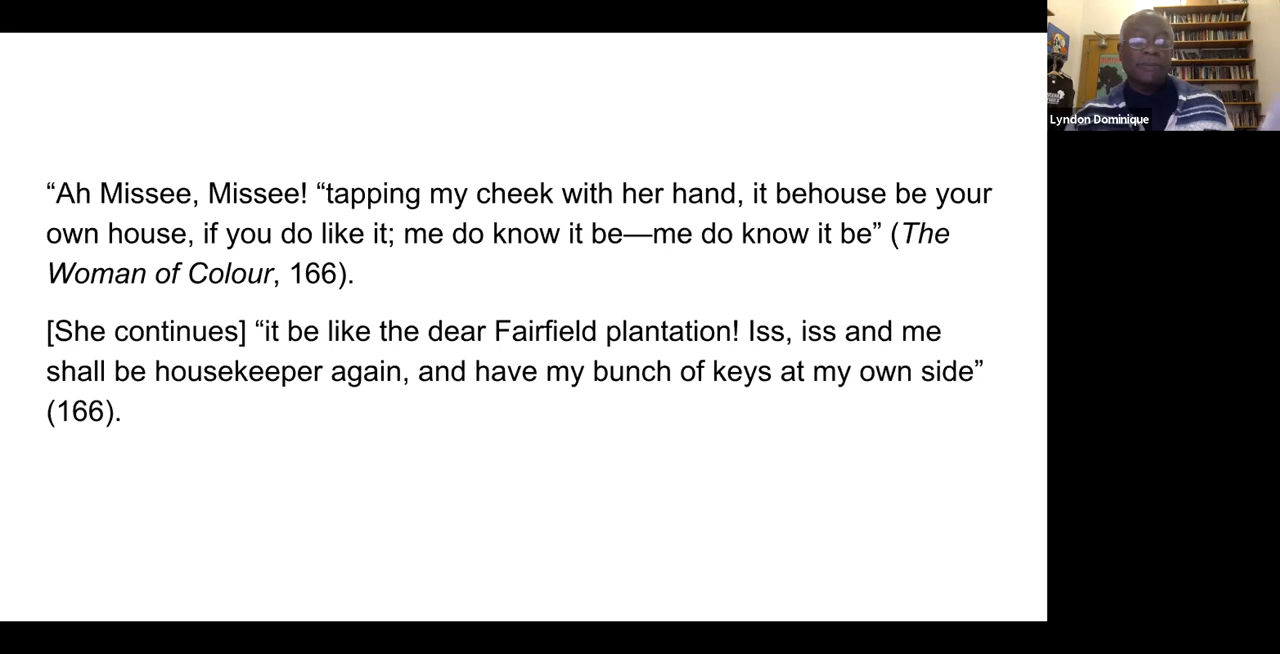 “Ah Missee, Missee! “tapping my cheek with her hand, it behouse be your
own house, if you do like it; me do know it be—me do know it be” (The
Woman of Colour, 166).
[She continues] “it be like the dear Fairfield plantation! Iss, iss and me
shall be housekeeper again, and have my bunch of keys at my own side”
(166).
Lyndon Dominique